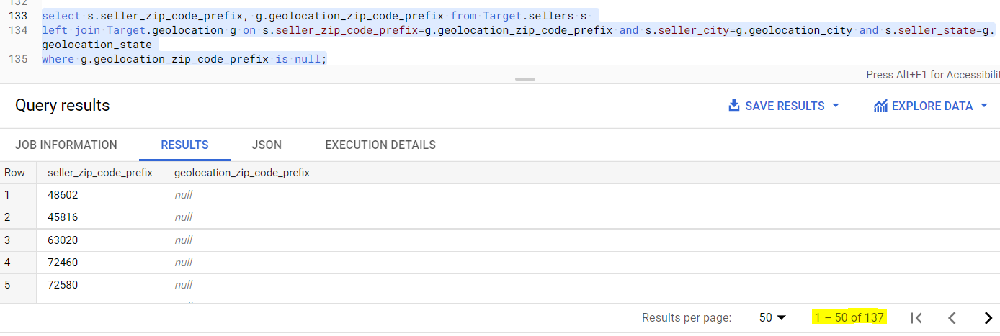 132
133 select s.seller_zip_code_prefix, g.geolocation_zip_code_prefix from Target.sellers s
134 left join Target.geolocation g on s.seller_zip_code_prefix=g.geolocation_zip_code_prefix and s.seller_city=g.geolocation_city and s.seller_state=g.
geolocation_state
135 where g.geolocation_zip_code_prefix is null;
Press Alt+F1 for Accessibilit
Query results
SAVE RESULTS
EXPLORE DATA
JOB INFORMATION RESULTS JSON EXECUTION DETAILS
Row seller_zip_code_prefix geolocation_zip_code_prefix
1 48602 null
2 45816 null
3 63020 null
4 72460 null
5 72580 null
Results per page: 50 1 – 50 of 137